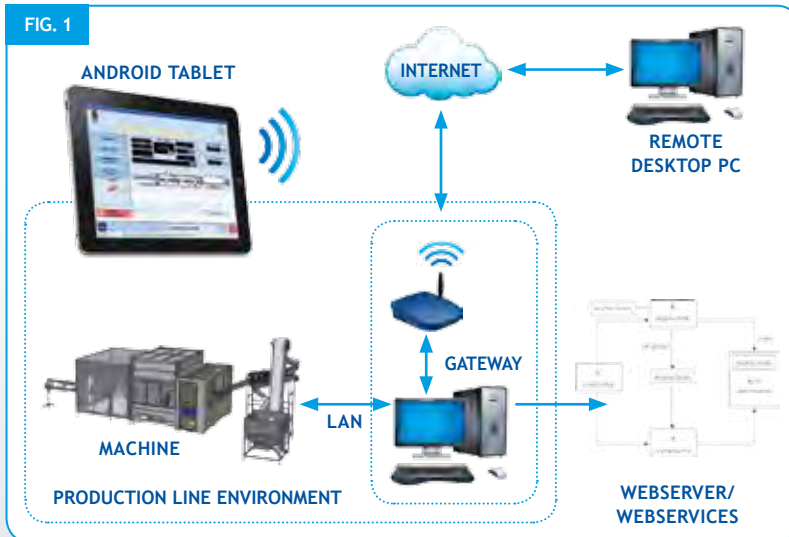 FIG. 1
ANDROID TABLET
INTERNET
REMOTE
DESKTOP PC
GATEWAY
LAN
MACHINE
PRODUCTION LINE ENVIRONMENT
WEBSERVER/
WEBSERVICES